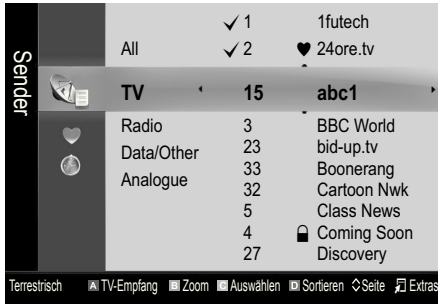 Sender
1 1futech
All 2 24ore.tv
TV 15 abc1
Radio 3 BBC World
Data/Other 23 bid-up.tv
Analogue 33 Boonerang
32 Cartoon Nwk
5 Class News
4 Coming Soon
27 Discovery
Terrestrisch A TV-Empfang B Zoom C Auswählen D Sortieren Seite Extras